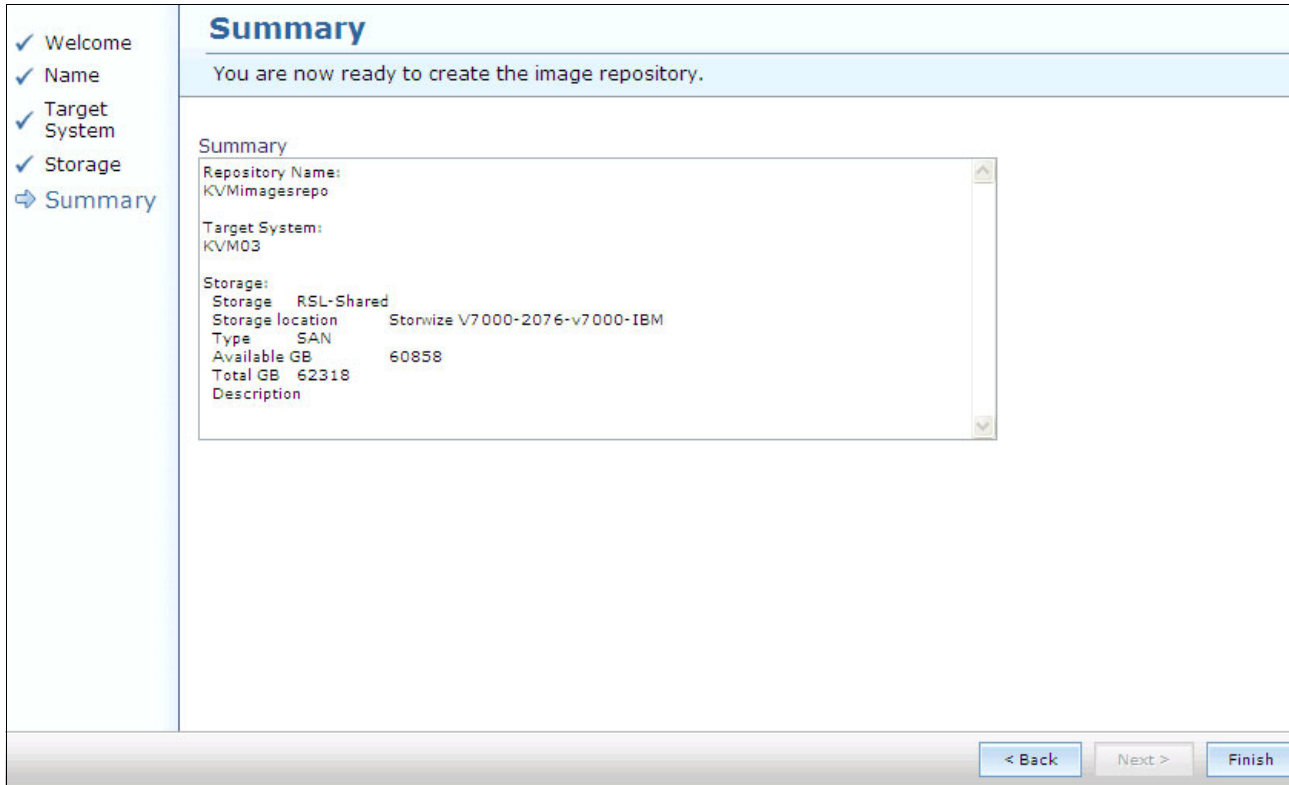 Welcome
Name
Target
System
Storage
Summary
Summary
You are now ready to create the image repository.
Summary
Repository Name:
KVMimagesrepo
Target System:
KVM03
Storage:
Storage RSL-Shared
Storage location Storwize V7000-2076-v7000-IBM
Type SAN
Available GB 60858
Total GB 62318
Description
< Back Next > Finish